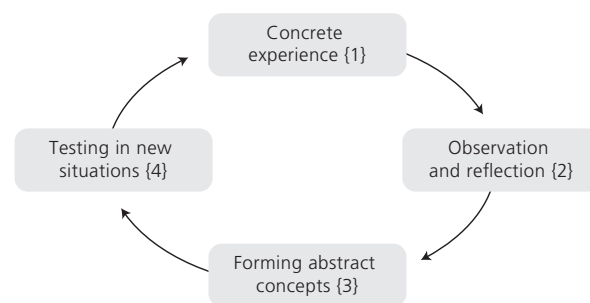 Concrete
experience {1}
Observation
and reflection {2}
Forming abstract
concepts {3}
Testing in new
situations {4}